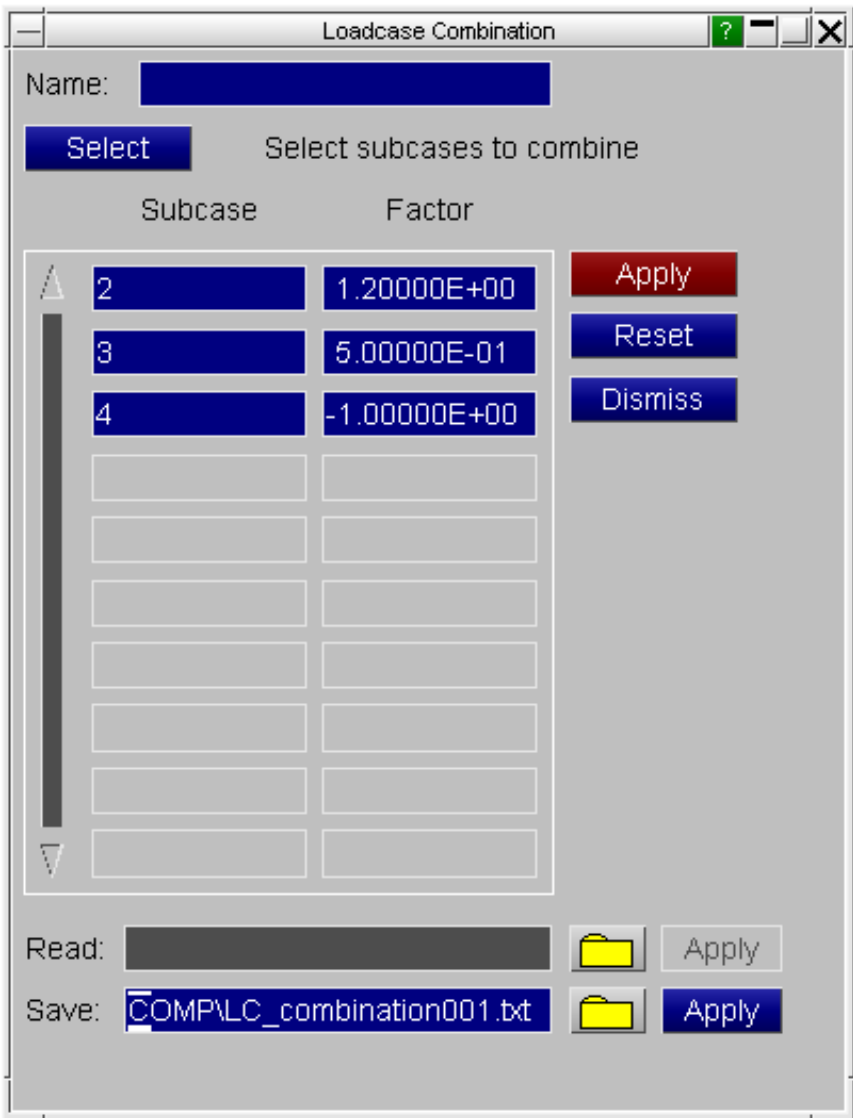 Loadcase Combination ?
Name:
Select Select subcases to combine
Subcase Factor
2 1.20000E+00 Apply
3 5.00000E-01 Reset
4 -1.00000E+00 Dismiss
Read: Apply
Save: COMP\LC_combination001.txt Apply